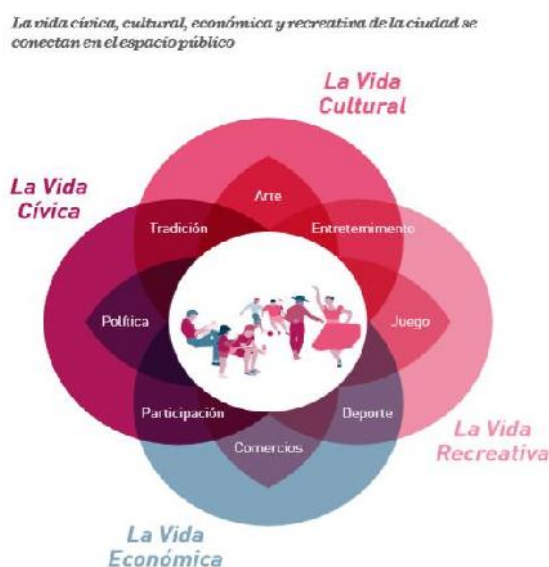 La vida cívica, cultural, económica y recreativa de la ciudad se
conectan en el espacio público
La Vida
Cultural
La Vida
Cívica
Arte
Tradición
Entretenimiento
Política
Juego
Participación
Deporte
Comercios
La Vida
Recreativa
La Vida
Económica